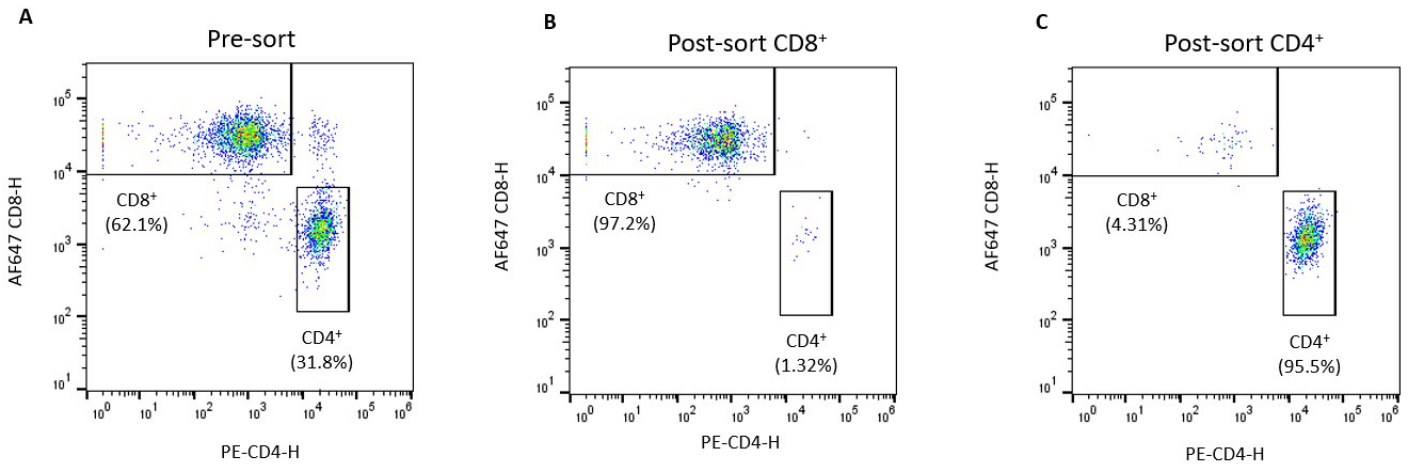 A
Pre-sort
AF647 CD8-H
10⁵
10⁴
10³
10²
10¹
CD8⁺
(62.1%)
CD4⁺
(31.8%)
10⁰ 10¹ 10² 10³ 10⁴ 10⁵ 10⁶
PE-CD4-H
B
Post-sort CD8⁺
AF647 CD8-H
10⁵
10⁴
10³
10²
10¹
CD8⁺
(97.2%)
CD4⁺
(1.32%)
10⁰ 10¹ 10² 10³ 10⁴ 10⁵ 10⁶
PE-CD4-H
C
Post-sort CD4⁺
AF647 CD8-H
10⁵
10⁴
10³
10²
10¹
CD8⁺
(4.31%)
CD4⁺
(95.5%)
10⁰ 10¹ 10² 10³ 10⁴ 10⁵ 10⁶
PE-CD4-H